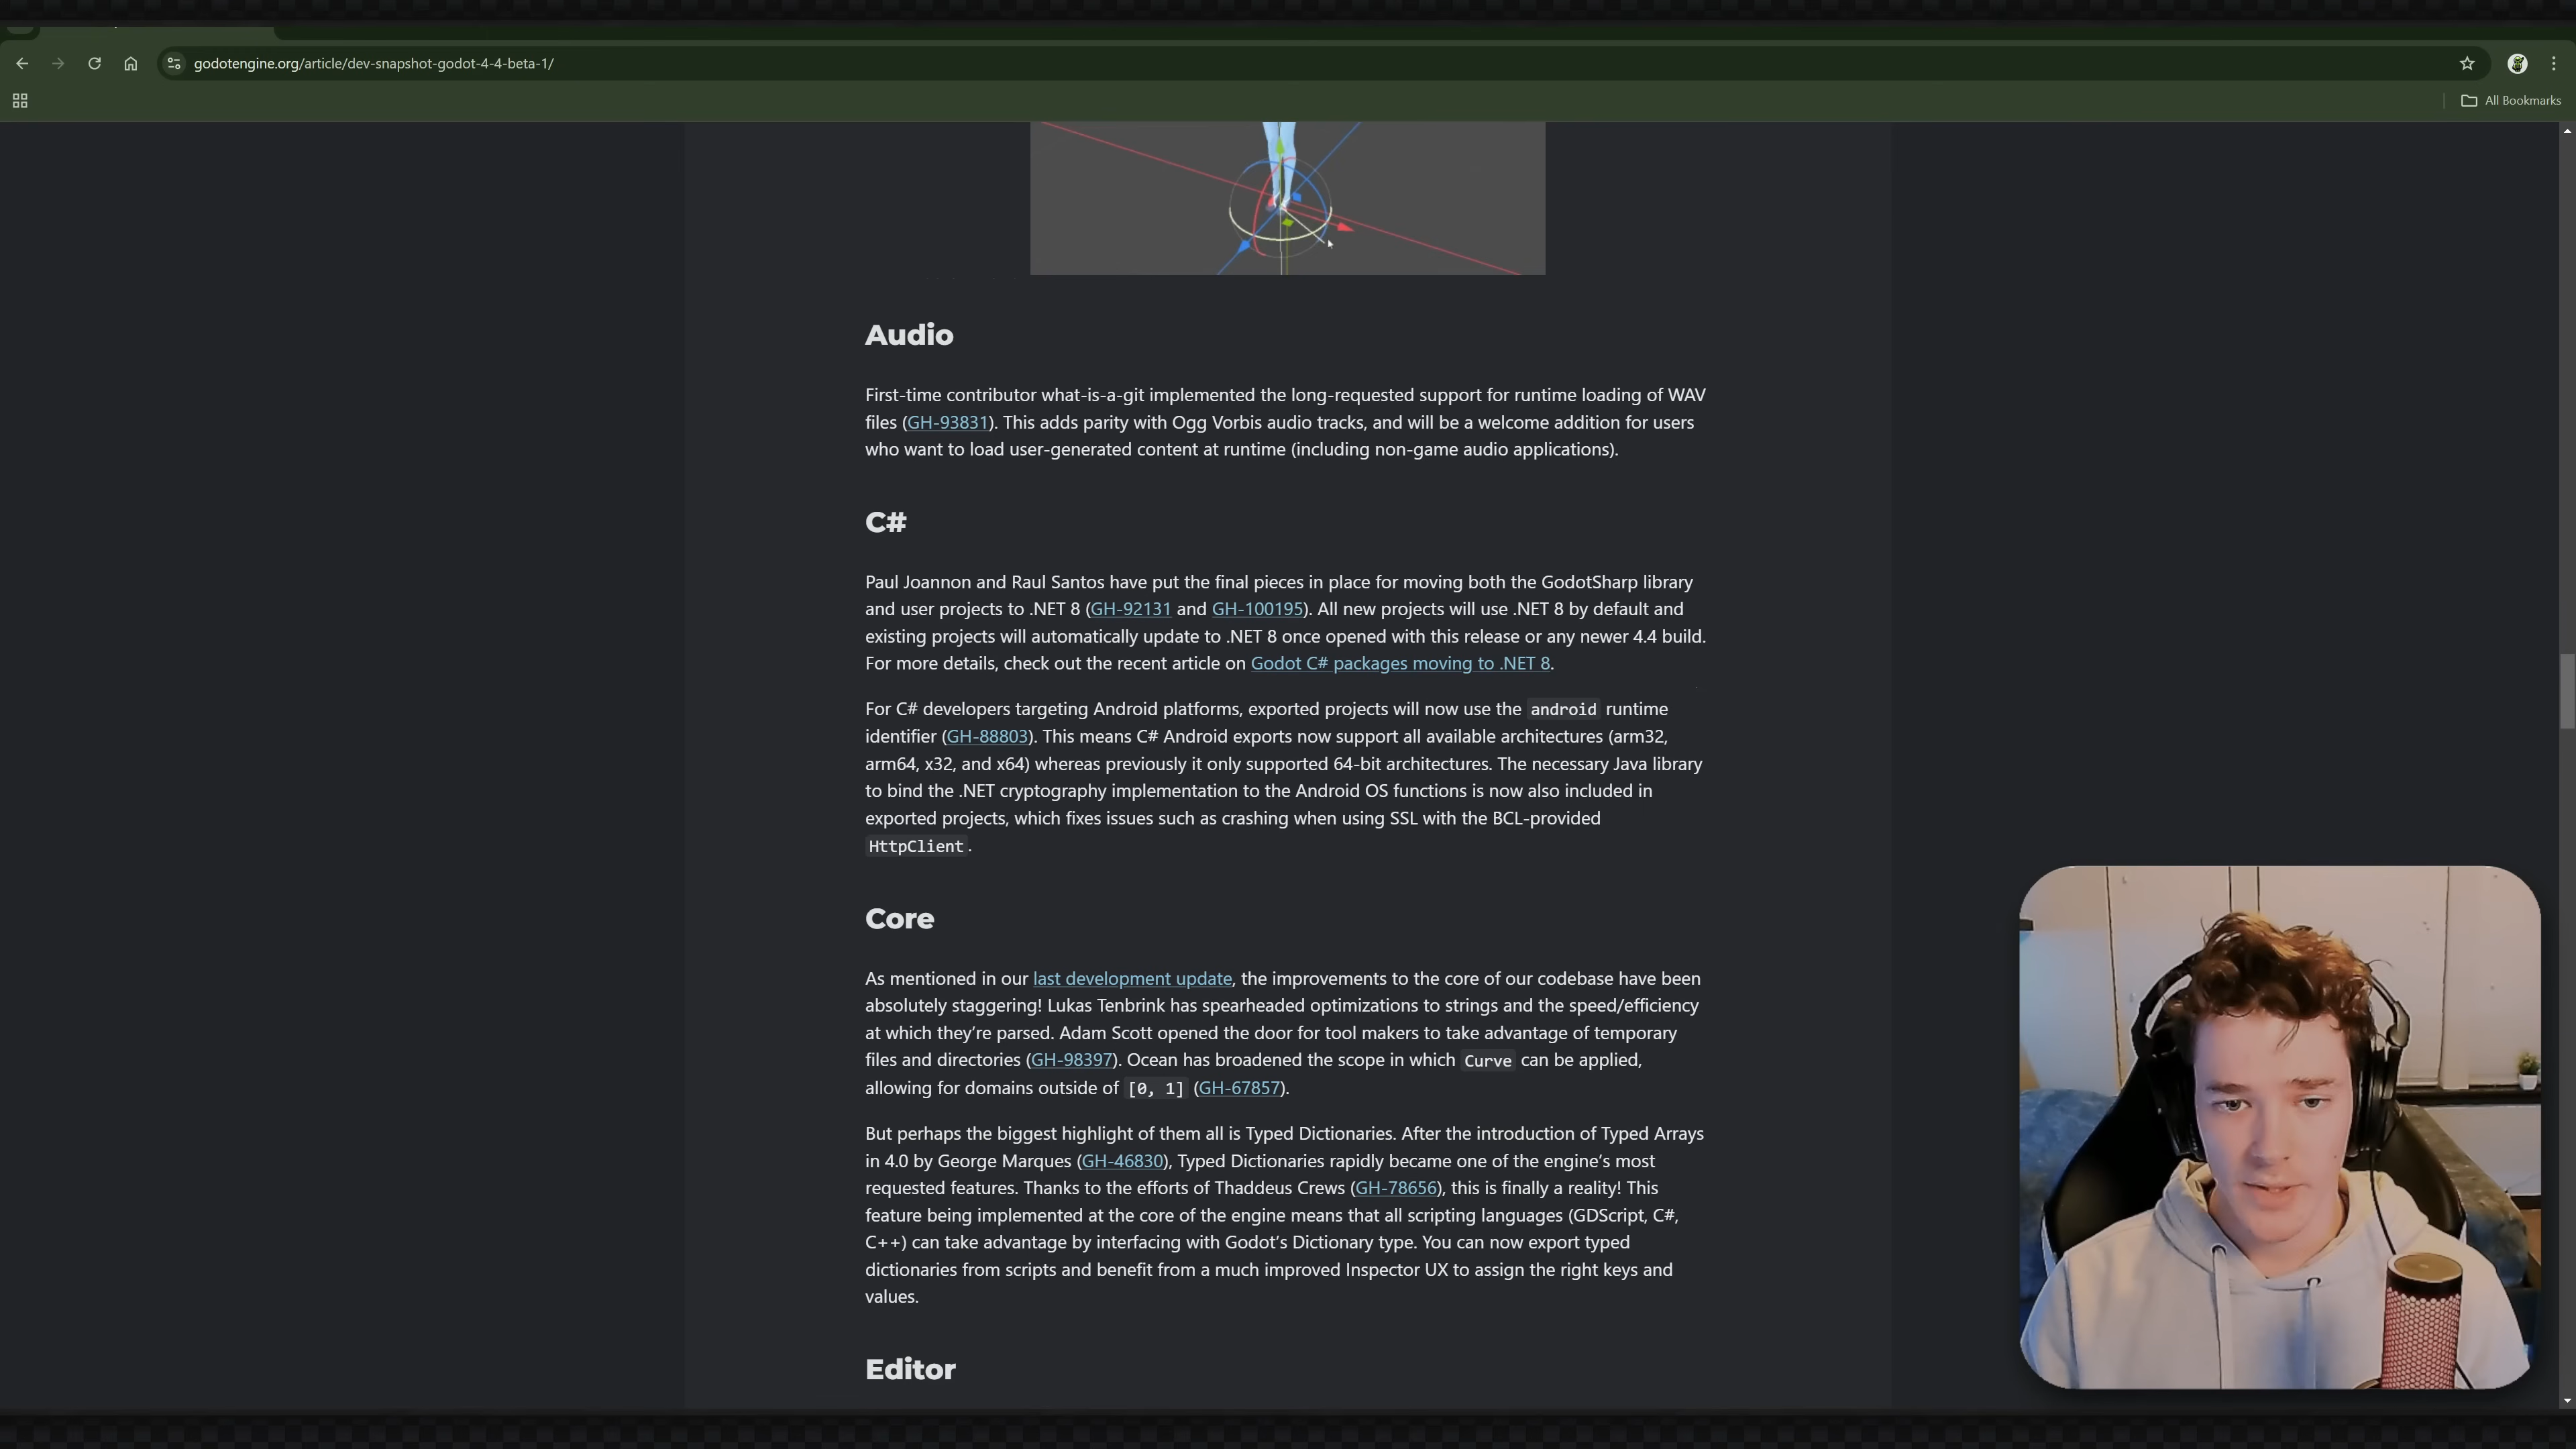 godotengine.org/article/dev-snapshot-godot-4-4-beta-1/
All Bookmarks
Audio
First-time contributor what-is-a-git implemented the long-requested support for runtime loading of WAV
files (GH-93831). This adds parity with Ogg Vorbis audio tracks, and will be a welcome addition for users
who want to load user-generated content at runtime (including non-game audio applications).
C#
Paul Joannon and Raul Santos have put the final pieces in place for moving both the GodotSharp library
and user projects to .NET 8 (GH-92131 and GH-100195). All new projects will use .NET 8 by default and
existing projects will automatically update to .NET 8 once opened with this release or any newer 4.4 build.
For more details, check out the recent article on Godot C# packages moving to .NET 8.
For C# developers targeting Android platforms, exported projects will now use the android runtime
identifier (GH-88803). This means C# Android exports now support all available architectures (arm32,
arm64, x32, and x64) whereas previously it only supported 64-bit architectures. The necessary Java library
to bind the .NET cryptography implementation to the Android OS functions is now also included in
exported projects, which fixes issues such as crashing when using SSL with the BCL-provided
HttpClient.
Core
As mentioned in our last development update, the improvements to the core of our codebase have been
absolutely staggering! Lukas Tenbrink has spearheaded optimizations to strings and the speed/efficiency
at which they're parsed. Adam Scott opened the door for tool makers to take advantage of temporary
files and directories (GH-98397). Ocean has broadened the scope in which Curve can be applied,
allowing for domains outside of [0, 1] (GH-67857).
But perhaps the biggest highlight of them all is Typed Dictionaries. After the introduction of Typed Arrays
in 4.0 by George Marques (GH-46830), Typed Dictionaries rapidly became one of the engine's most
requested features. Thanks to the efforts of Thaddeus Crews (GH-78656), this is finally a reality! This
feature being implemented at the core of the engine means that all scripting languages (GDScript, C#,
C++) can take advantage by interfacing with Godot's Dictionary type. You can now export typed
dictionaries from scripts and benefit from a much improved Inspector UX to assign the right keys and
values.
Editor